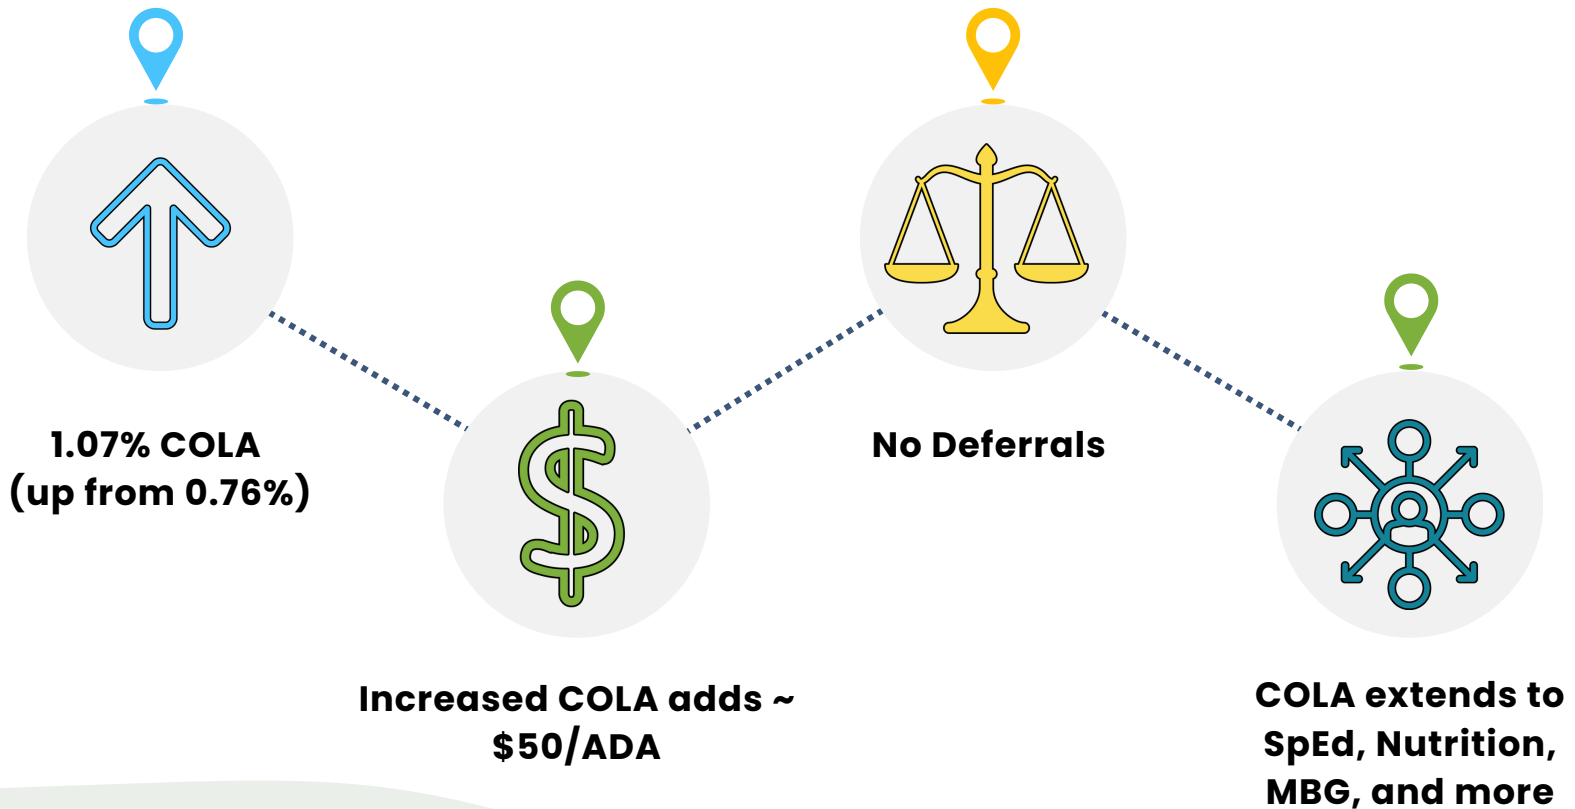 1.07% COLA
(up from 0.76%)
Increased COLA adds ~
$50/ADA
No Deferrals
COLA extends to
SpEd, Nutrition,
MBG, and more